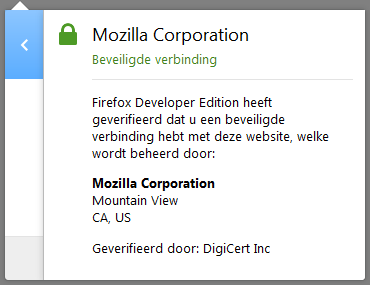 Mozilla Corporation
Beveiligde verbinding
Firefox Developer Edition heeft
geverifieerd dat u een beveiligde
verbinding hebt met deze website, welke
wordt beheerd door:
Mozilla Corporation
Mountain View
CA, US
Geverifieerd door: DigiCert Inc